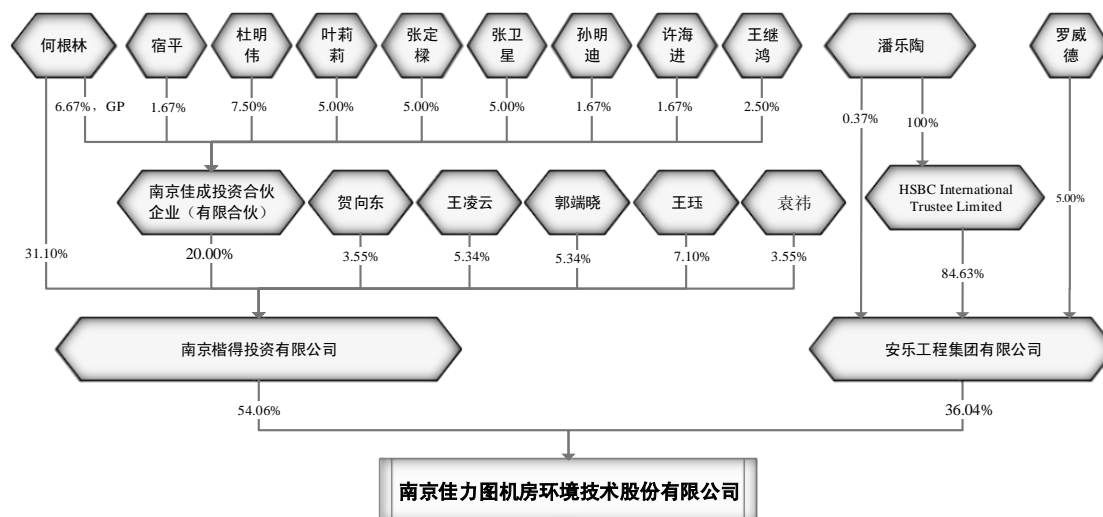 何根林
宿平
杜明
伟
叶莉
莉
张定
樑
张卫
星
孙明
迪
许海
进
王继
鸿
潘乐陶
罗威
德
6.67%，GP
1.67%
7.50%
5.00%
5.00%
5.00%
1.67%
1.67%
2.50%
0.37%
100%
南京佳成投资合伙
企业（有限合伙）
贺向东
王凌云
郭端晓
王珏
袁祎
HSBC International
Trustee Limited
5.00%
31.10%
20.00%
3.55%
5.34%
5.34%
7.10%
3.55%
84.63%
南京楷得投资有限公司
安乐工程集团有限公司
54.06%
36.04%
南京佳力图机房环境技术股份有限公司